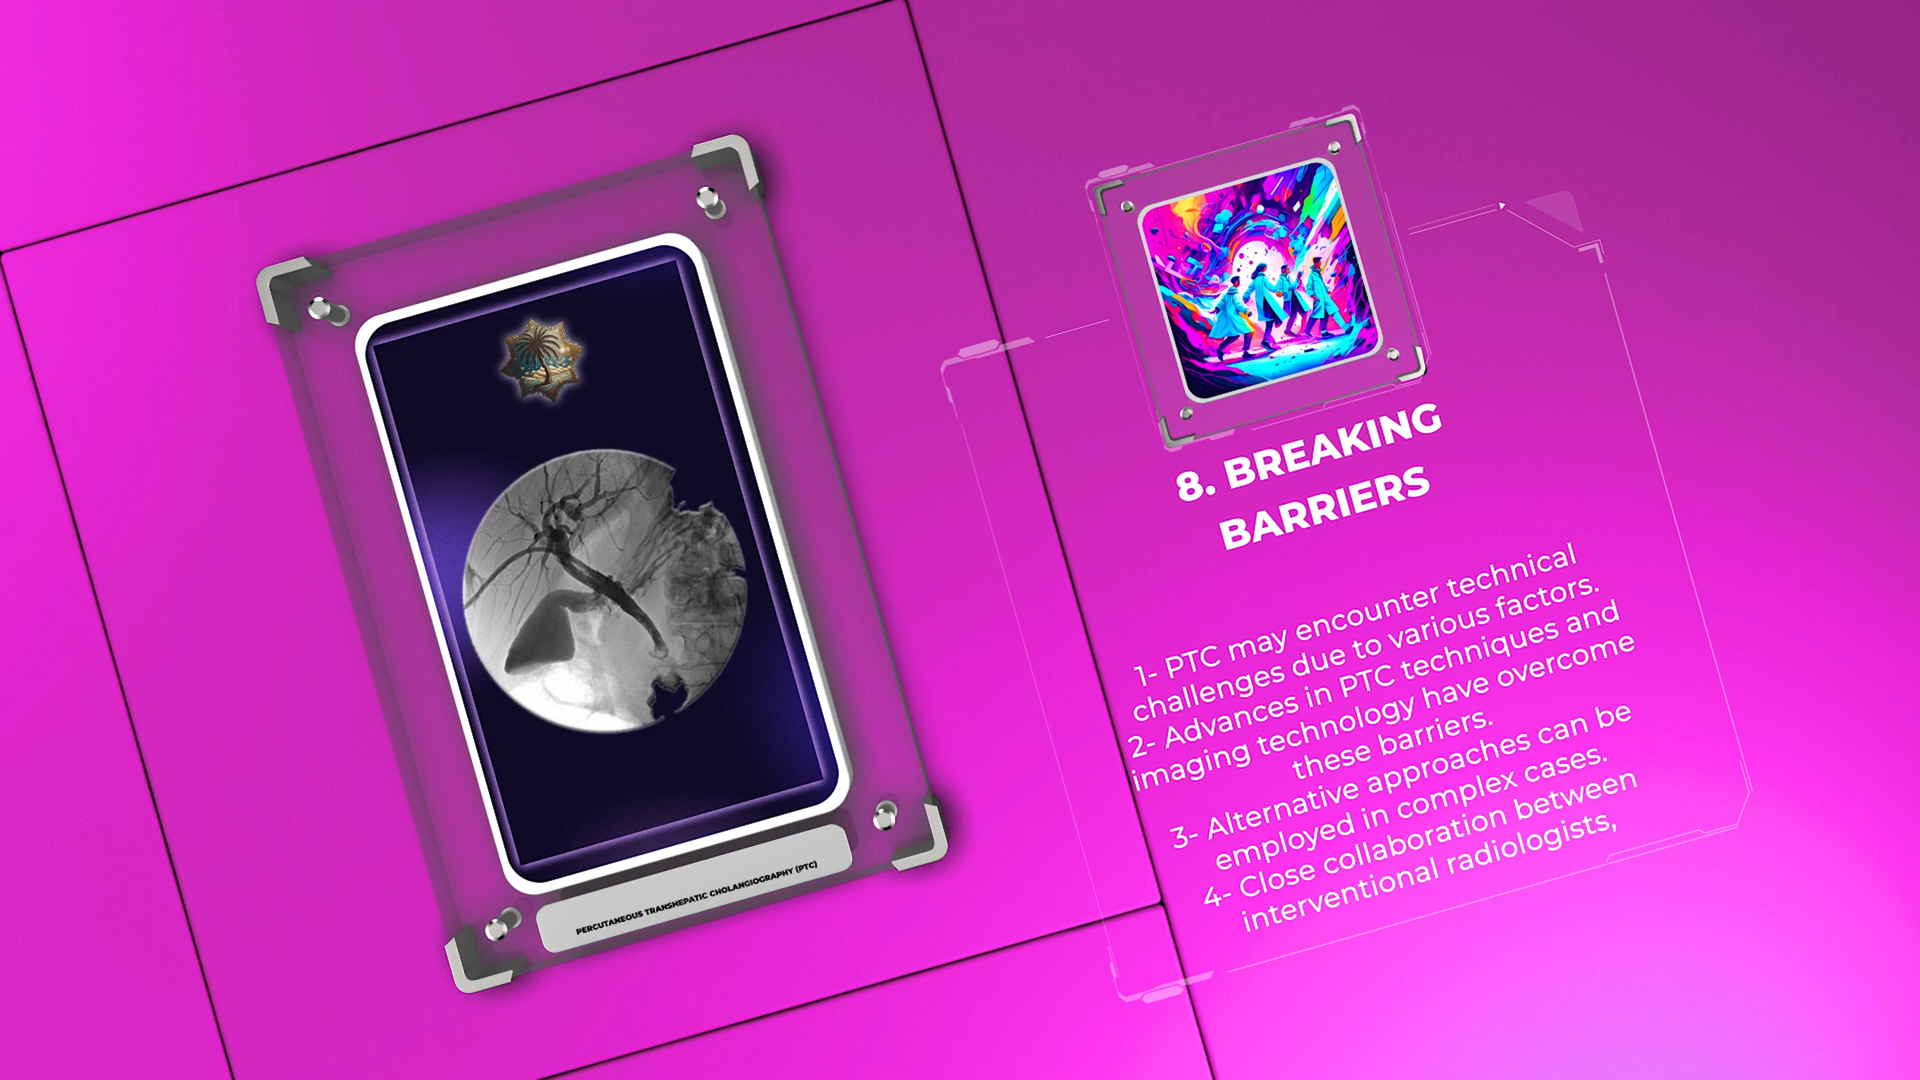 PERCUTANEOUS TRANSHEPATIC CHOLANGIOGRAPHY (PTC)
8. BREAKING
BARRIERS
1- PTC may encounter technical
challenges due to various factors.
2- Advances in PTC techniques and
imaging technology have overcome
these barriers.
3- Alternative approaches can be
employed in complex cases.
4- Close collaboration between
interventional radiologists,